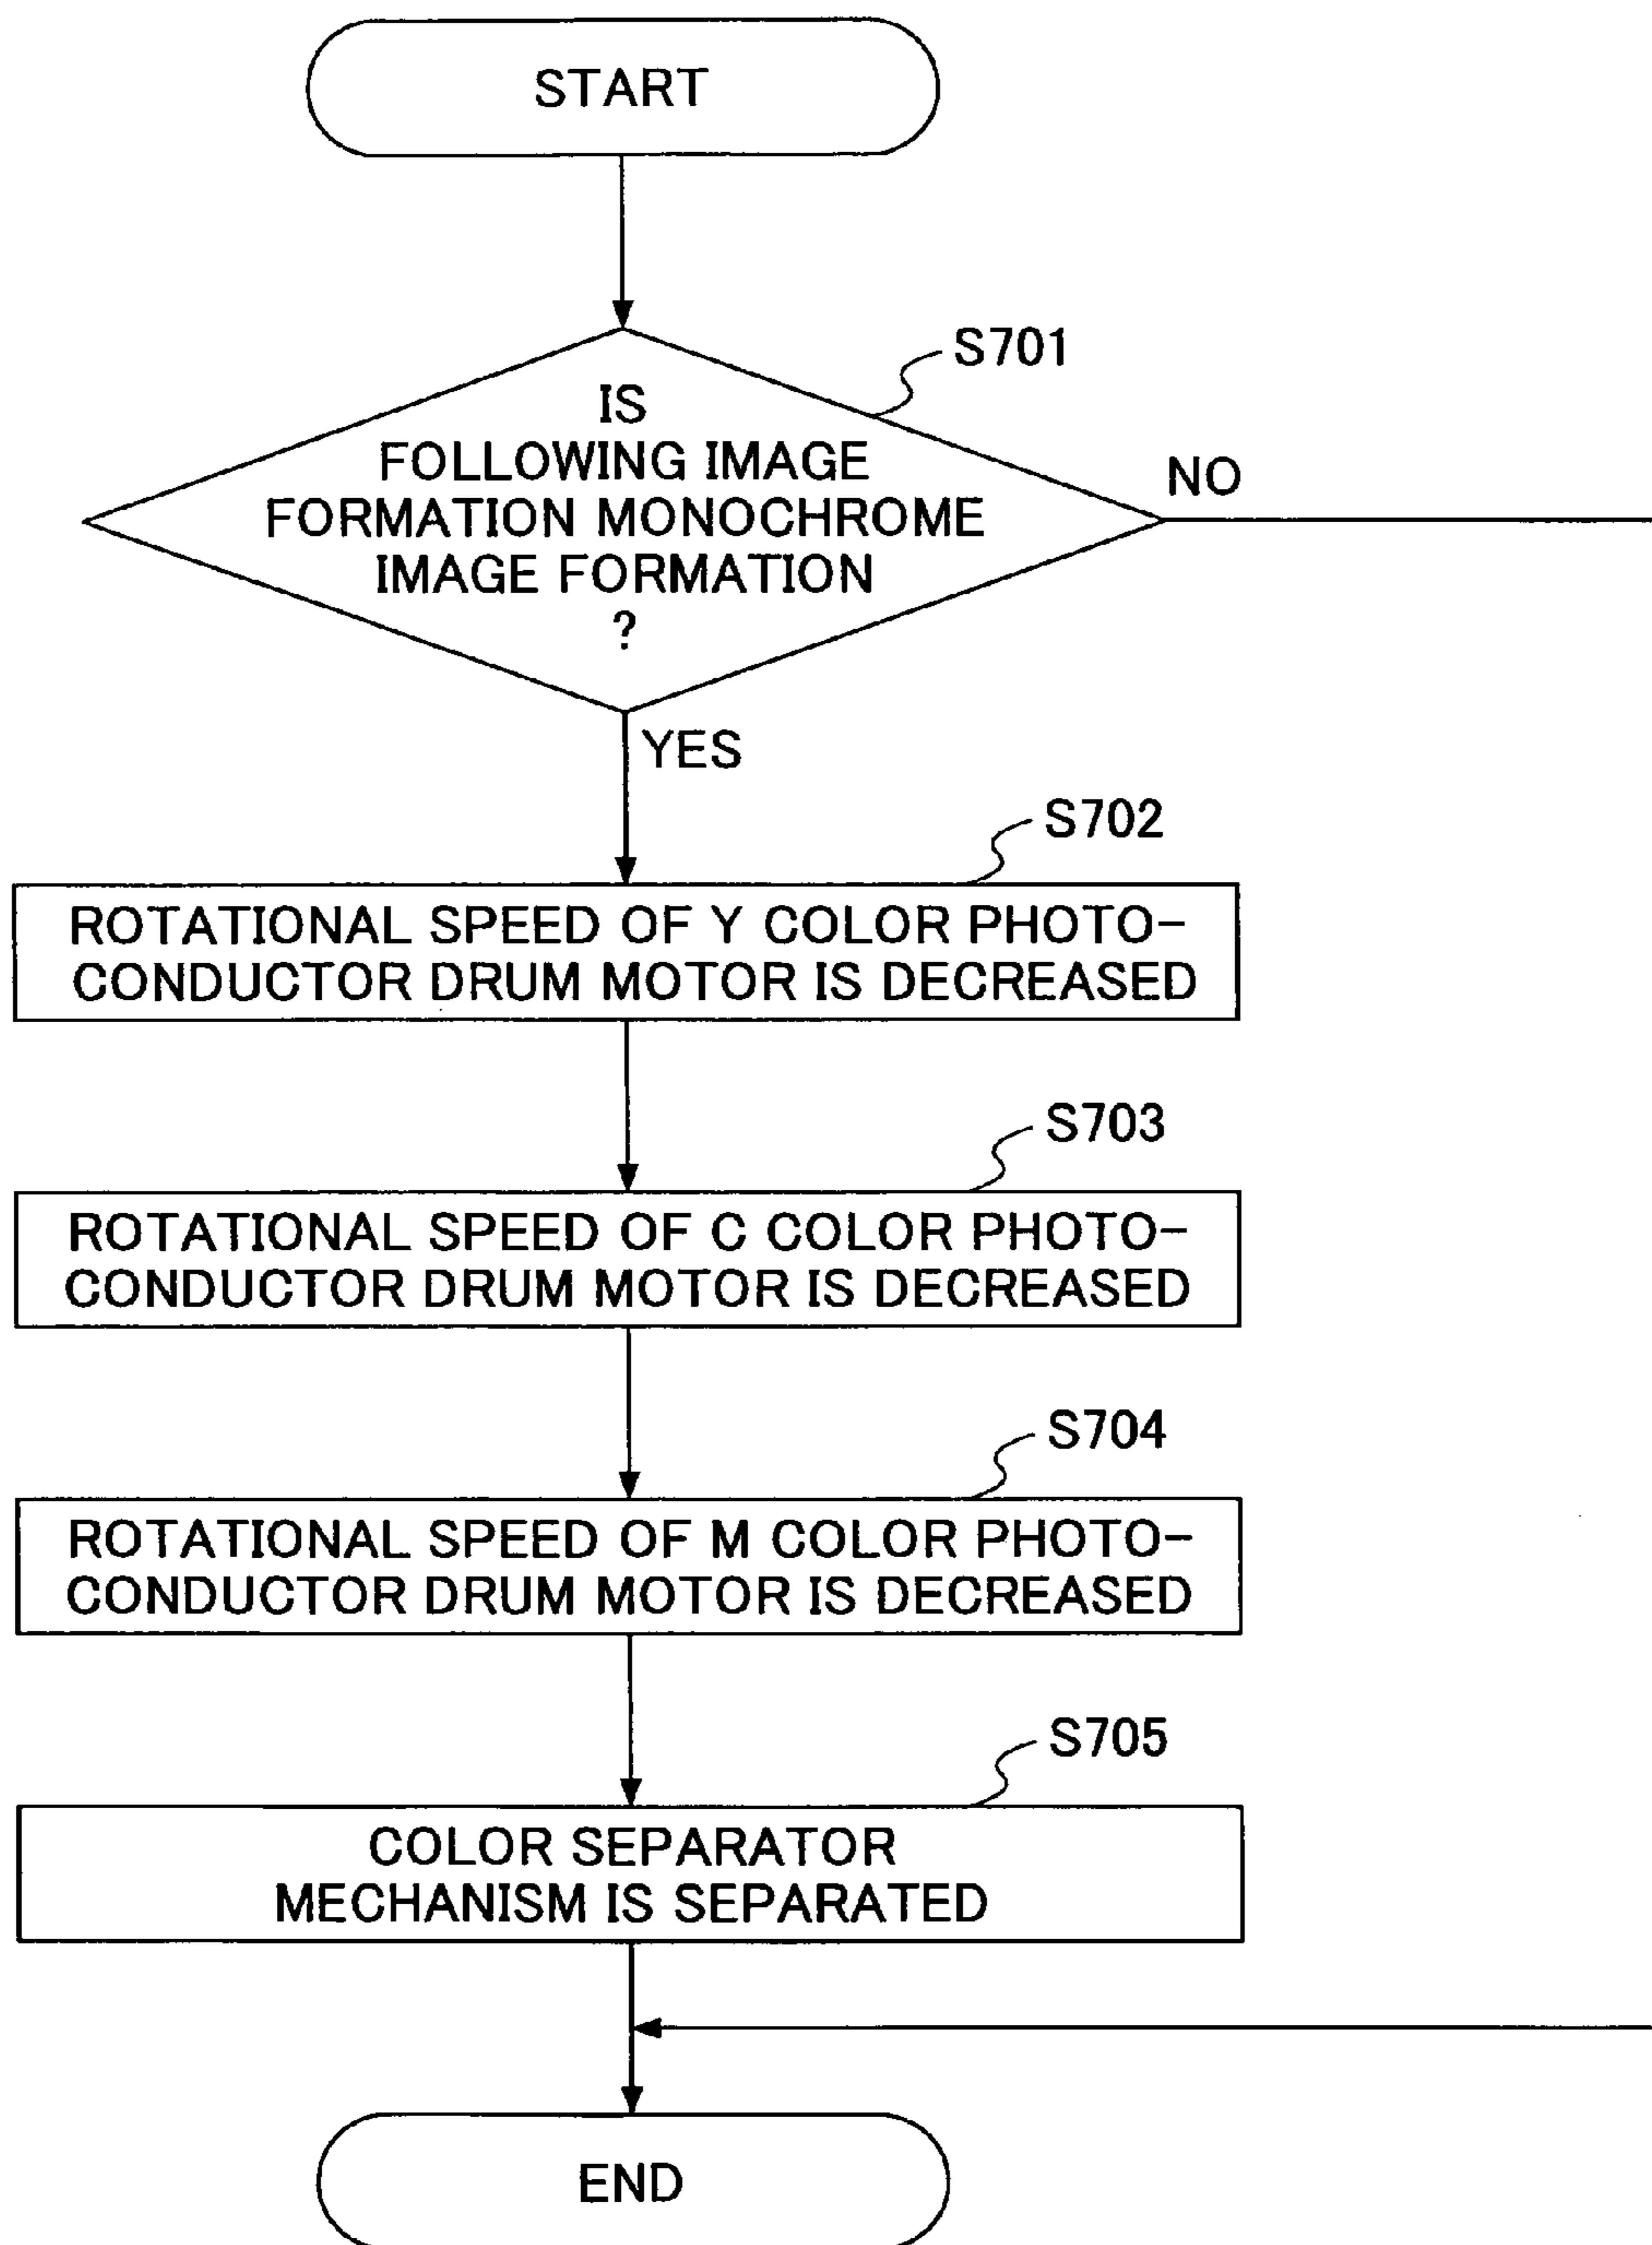 START
S701
IS
FOLLOWING IMAGE
FORMATION MONOCHROME
IMAGE FORMATION
?
NO
YES
S702
ROTATIONAL SPEED OF Y COLOR PHOTO-
CONDUCTOR DRUM MOTOR IS DECREASED
S703
ROTATIONAL SPEED OF C COLOR PHOTO-
CONDUCTOR DRUM MOTOR IS DECREASED
S704
ROTATIONAL SPEED OF M COLOR PHOTO-
CONDUCTOR DRUM MOTOR IS DECREASED
S705
COLOR SEPARATOR
MECHANISM IS SEPARATED
END